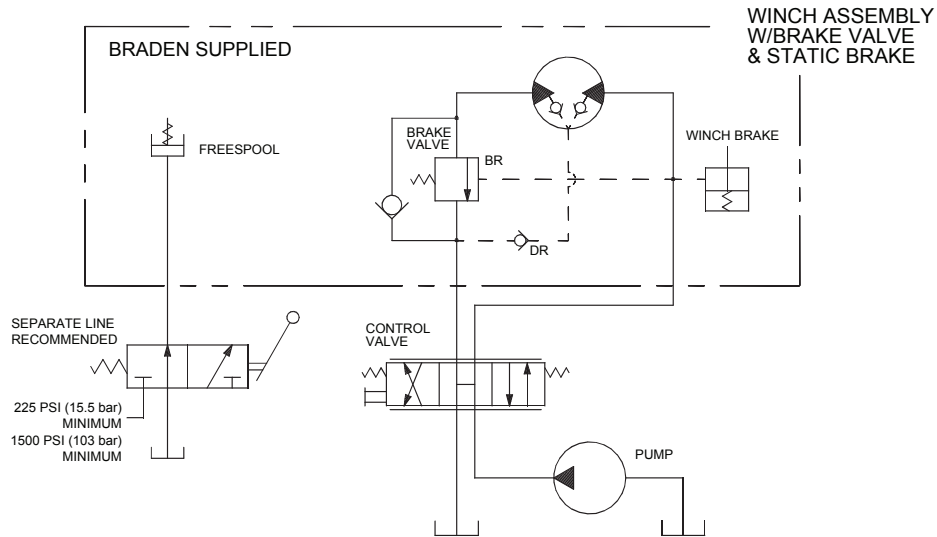 WINCH ASSEMBLY
W/BRAKE VALVE
& STATIC BRAKE
BRADEN SUPPLIED
FREESPOOL
BRAKE
VALVE
BR
WINCH BRAKE
DR
SEPARATE LINE
RECOMMENDED
CONTROL
VALVE
225 PSI (15.5 bar)
MINIMUM
1500 PSI (103 bar)
MINIMUM
PUMP